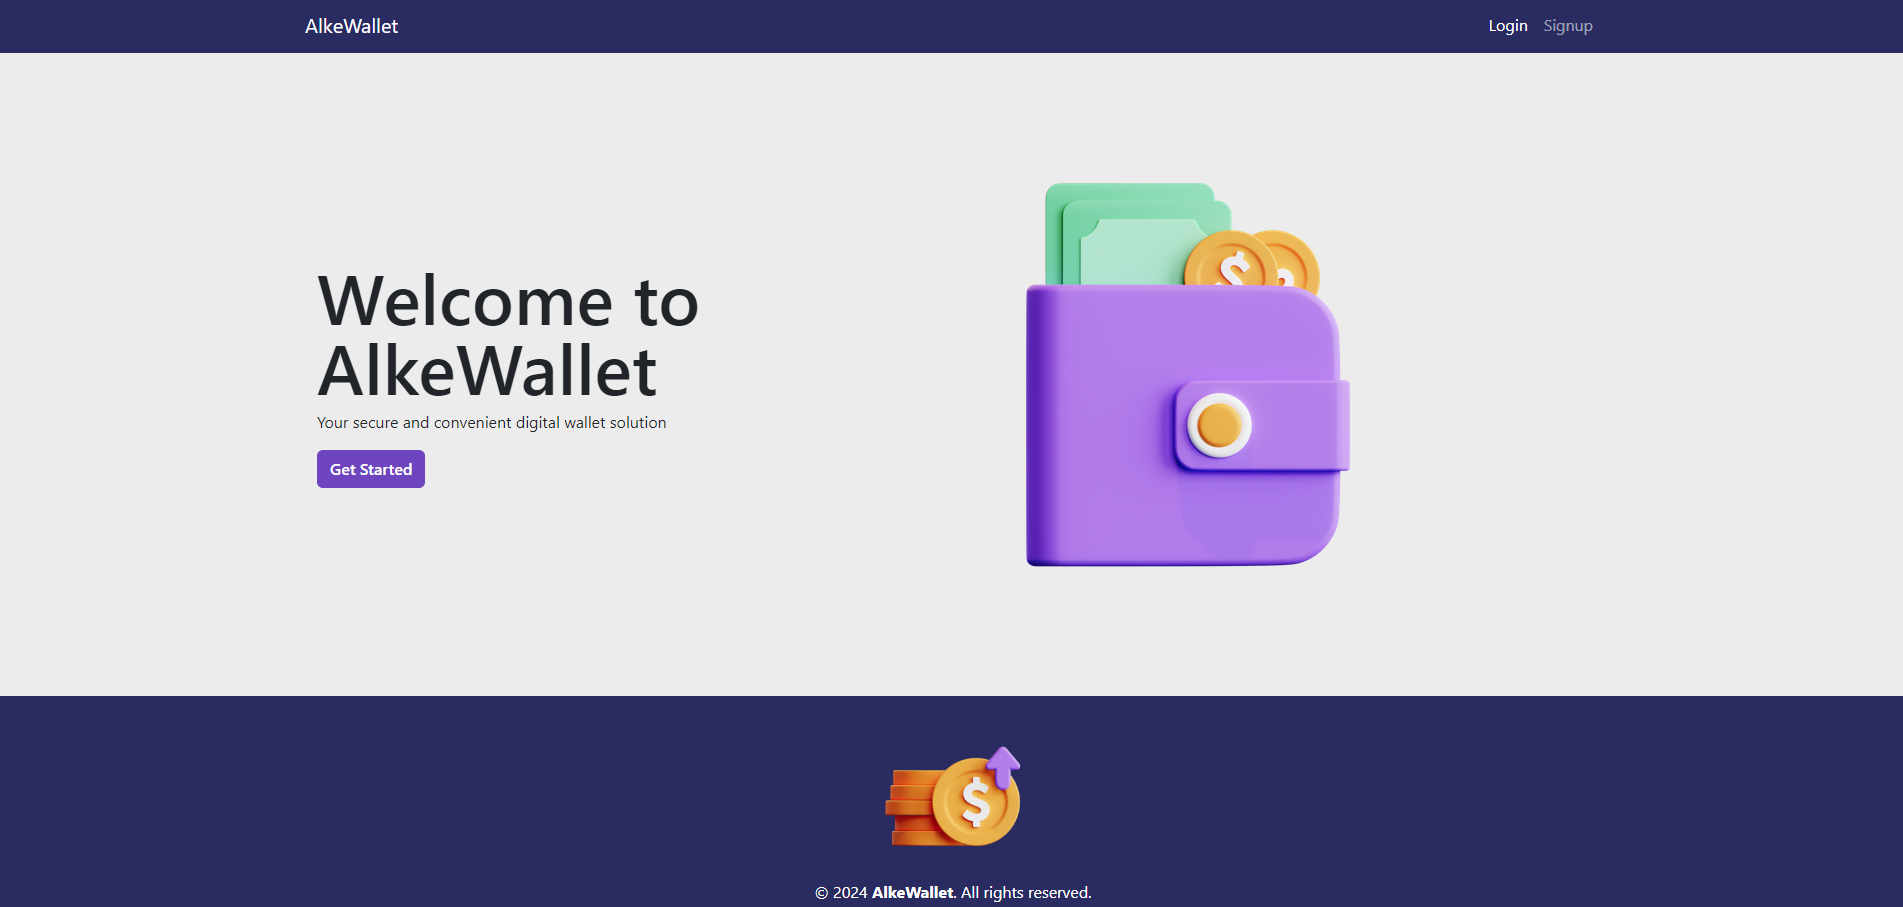 AlkeWallet
Login Signup
Welcome to
AlkeWallet
Your secure and convenient digital wallet solution
Get Started
$
$
© 2024 AlkeWallet. All rights reserved.